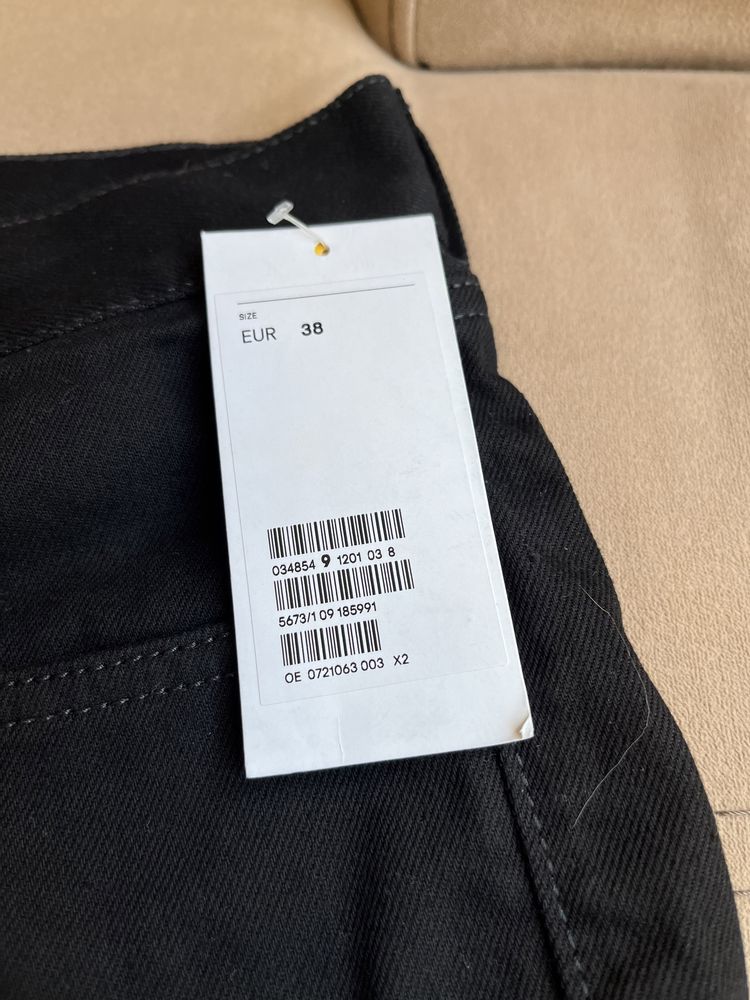 SIZE
EUR 38
034854 9 1201 03 8
5673/1 09 185991
OE 0721063 003 X2